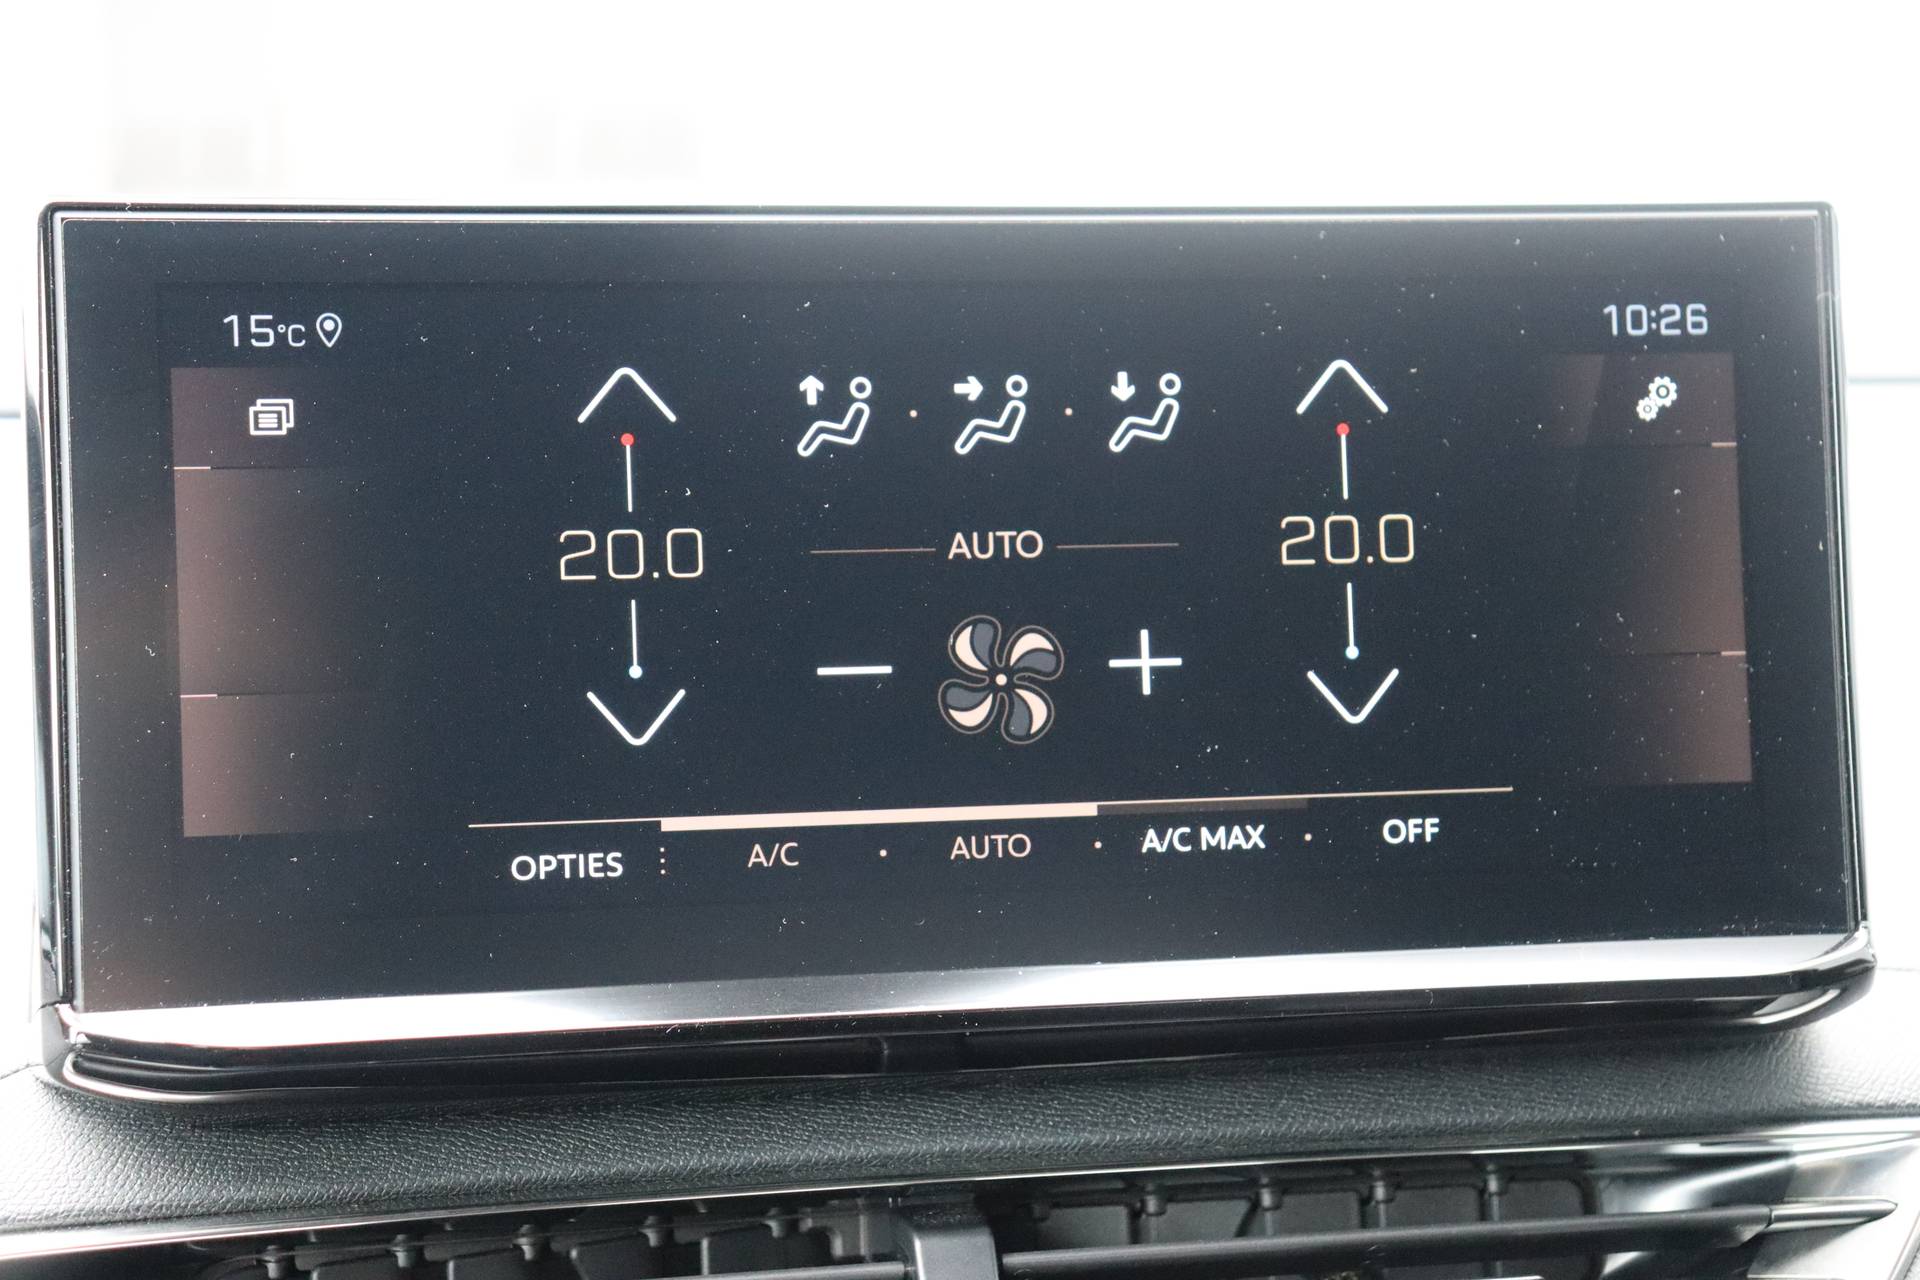 15°C
10:26
20.0
AUTO
20.0
OPTIES
A/C
AUTO
A/C MAX
OFF